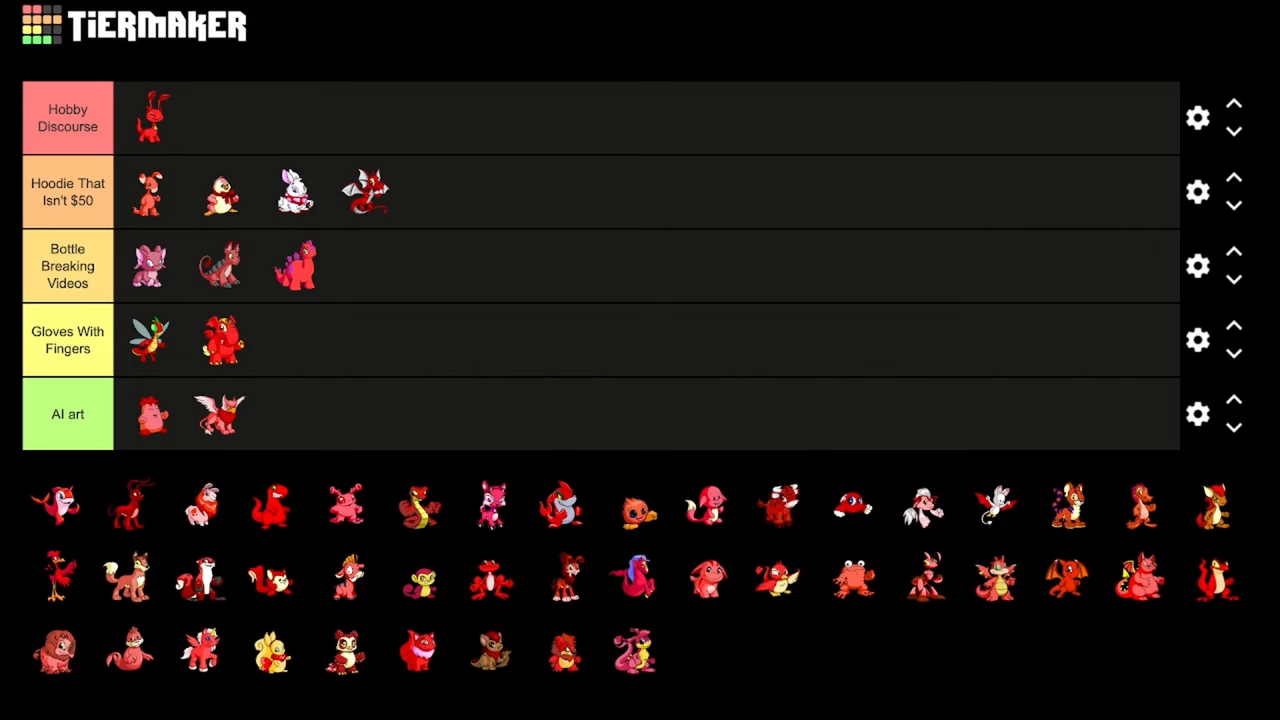 TiERMAKER
Hobby
Discourse
Hoodie That
Isn't $50
Bottle
Breaking
Videos
Gloves With
Fingers
AI art